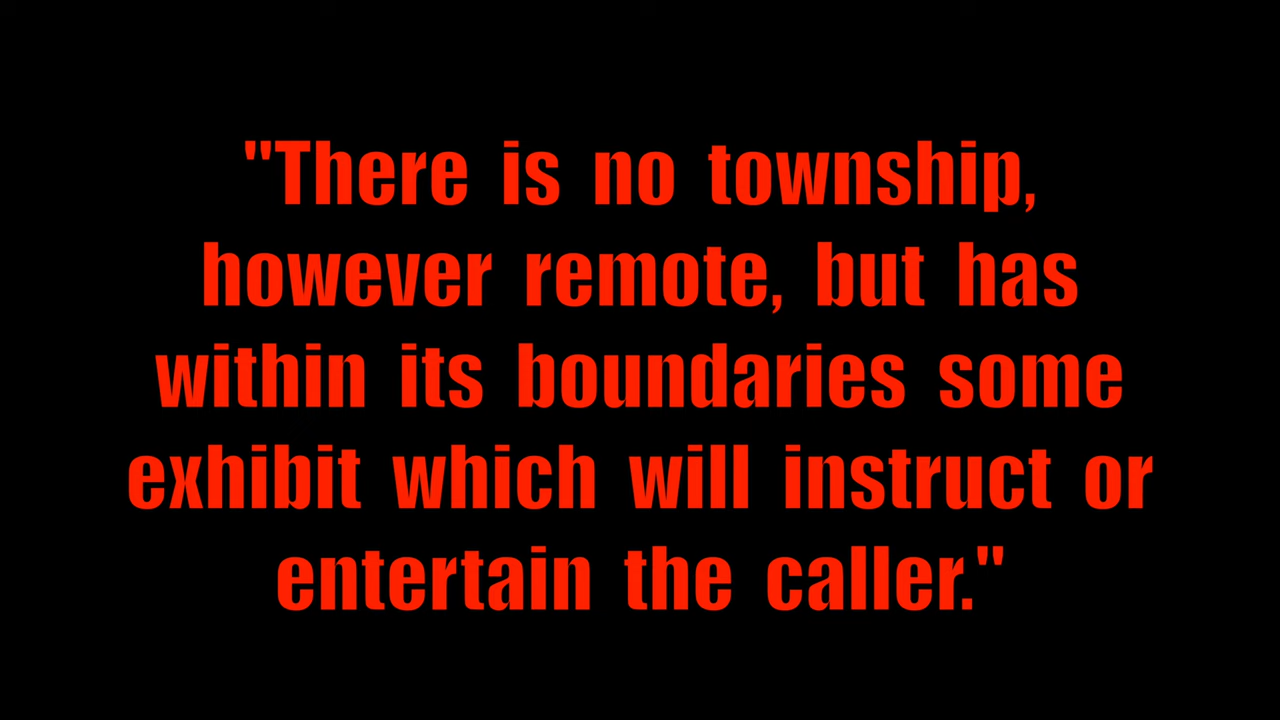 "There is no township,
however remote, but has
within its boundaries some
exhibit which will instruct or
entertain the caller."